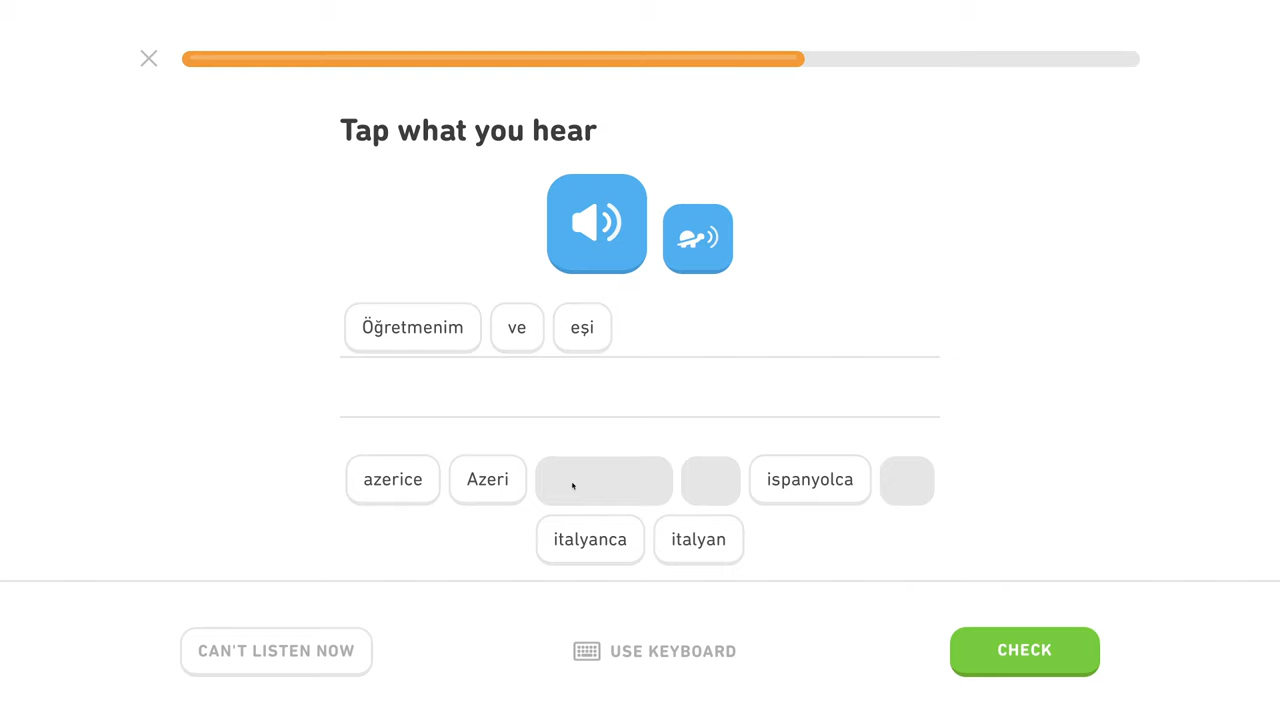 Tap what you hear
Öğretmenim ve eşi
azerice Azeri ispanyolca
italyanca italyan
CAN'T LISTEN NOW USE KEYBOARD CHECK